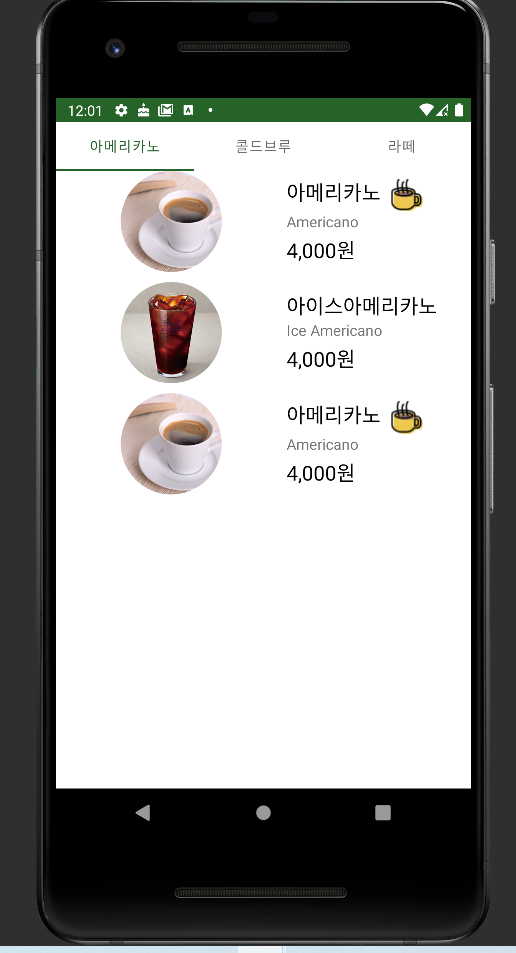 12:01
아메리카노 콜드브루 라떼
아메리카노
Americano
4,000원
아이스아메리카노
Ice Americano
4,000원
아메리카노
Americano
4,000원